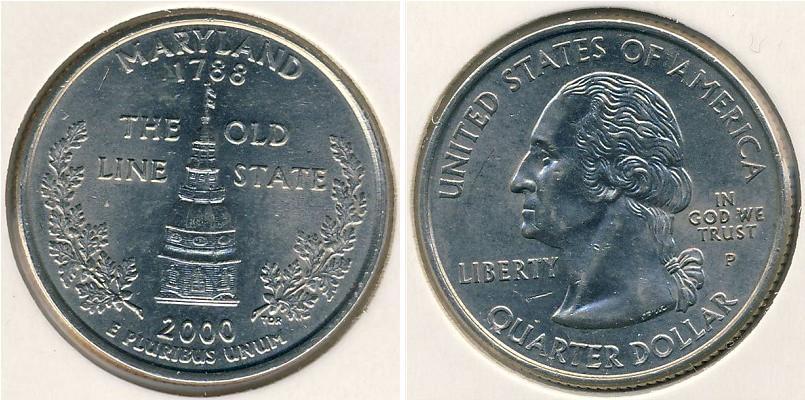 MARYLAND
1788
THE OLD
LINE STATE
2000
TDR
E PLURIBUS UNUM
UNITED STATES OF AMERICA
IN
GOD WE
TRUST
P
LIBERTY
QUARTER DOLLAR